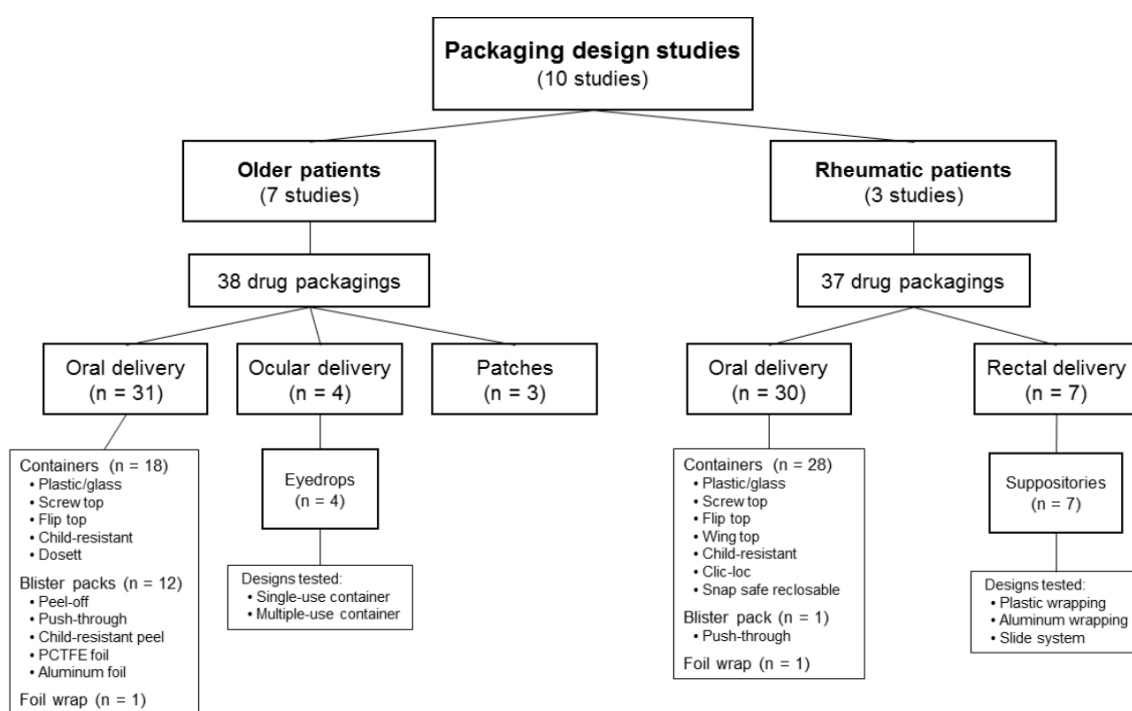 Packaging design studies
(10 studies)
Older patients
(7 studies)
Rheumatic patients
(3 studies)
38 drug packagings
37 drug packagings
Oral delivery
(n = 31)
Ocular delivery
(n = 4)
Patches
(n = 3)
Oral delivery
(n = 30)
Rectal delivery
(n = 7)
Containers (n = 18)
• Plastic/glass
• Screw top
• Flip top
• Child-resistant
• Dosett
Blister packs (n = 12)
• Peel-off
• Push-through
• Child-resistant peel
• PCTFE foil
• Aluminum foil
Foil wrap (n = 1)
Eyedrops
(n = 4)
Designs tested:
• Single-use container
• Multiple-use container
Containers (n = 28)
• Plastic/glass
• Screw top
• Flip top
• Wing top
• Child-resistant
• Clic-loc
• Snap safe reclosable
Blister pack (n = 1)
• Push-through
Foil wrap (n = 1)
Suppositories
(n = 7)
Designs tested:
• Plastic wrapping
• Aluminum wrapping
• Slide system